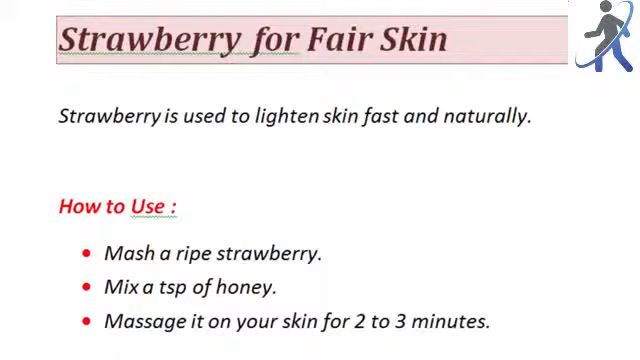 Strawberry for Fair Skin
Strawberry is used to lighten skin fast and naturally.
How to Use :
• Mash a ripe strawberry.
• Mix a tsp of honey.
• Massage it on your skin for 2 to 3 minutes.